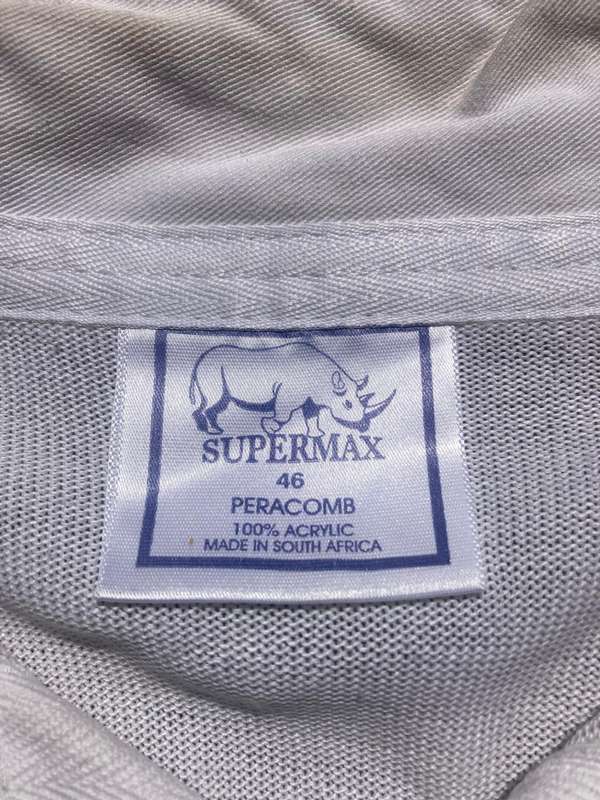 SUPERMAX
46
PERACOMB
100% ACRYLIC
MADE IN SOUTH AFRICA